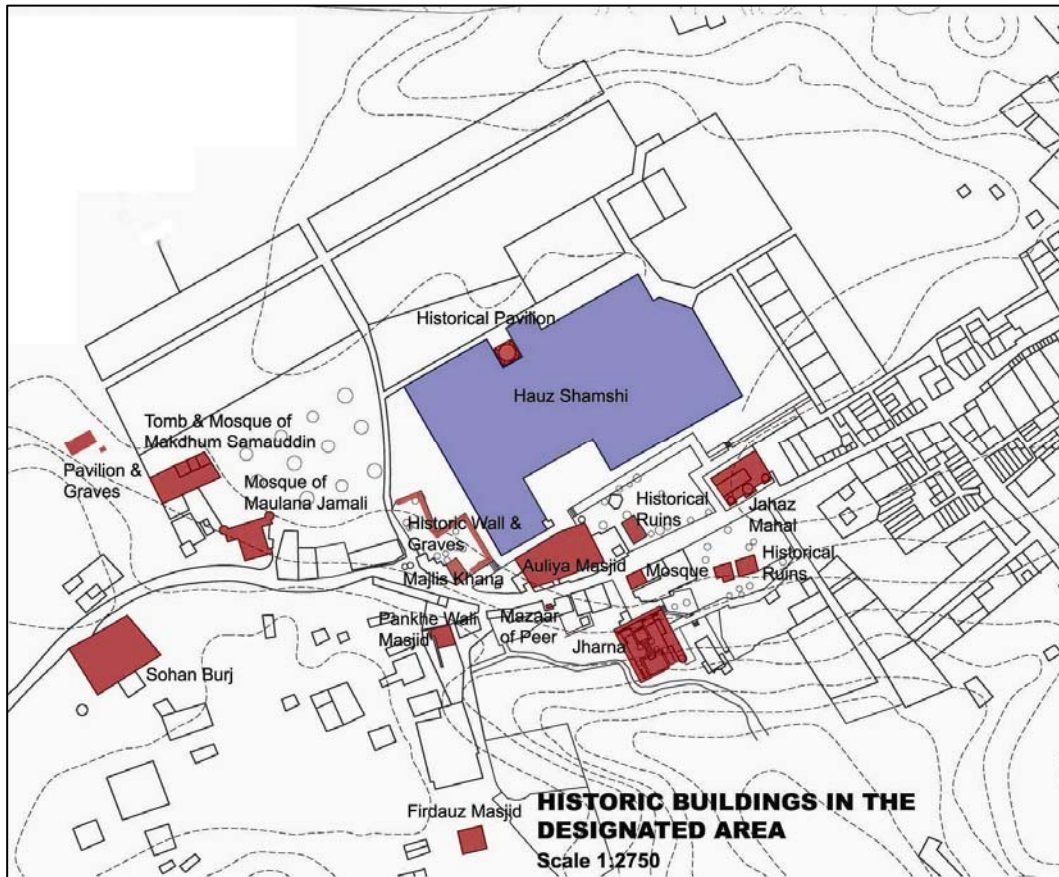 Historical Pavilion
Hauz Shamshi
Tomb & Mosque of
Makdhum Samauddin
Pavilion &
Graves
Mosque of
Maulana Jamali
Historic Wall &
Graves
Historical
Ruins
Jahaz
Mahal
Auliya Masjid
Majlis Khana
Mosque
Historical
Ruins
Pankhe Wali
Masjid
Mazaar
of Peer
Jharna
Sohan Burj
Firdauz Masjid
HISTORIC BUILDINGS IN THE
DESIGNATED AREA
Scale 1:2750